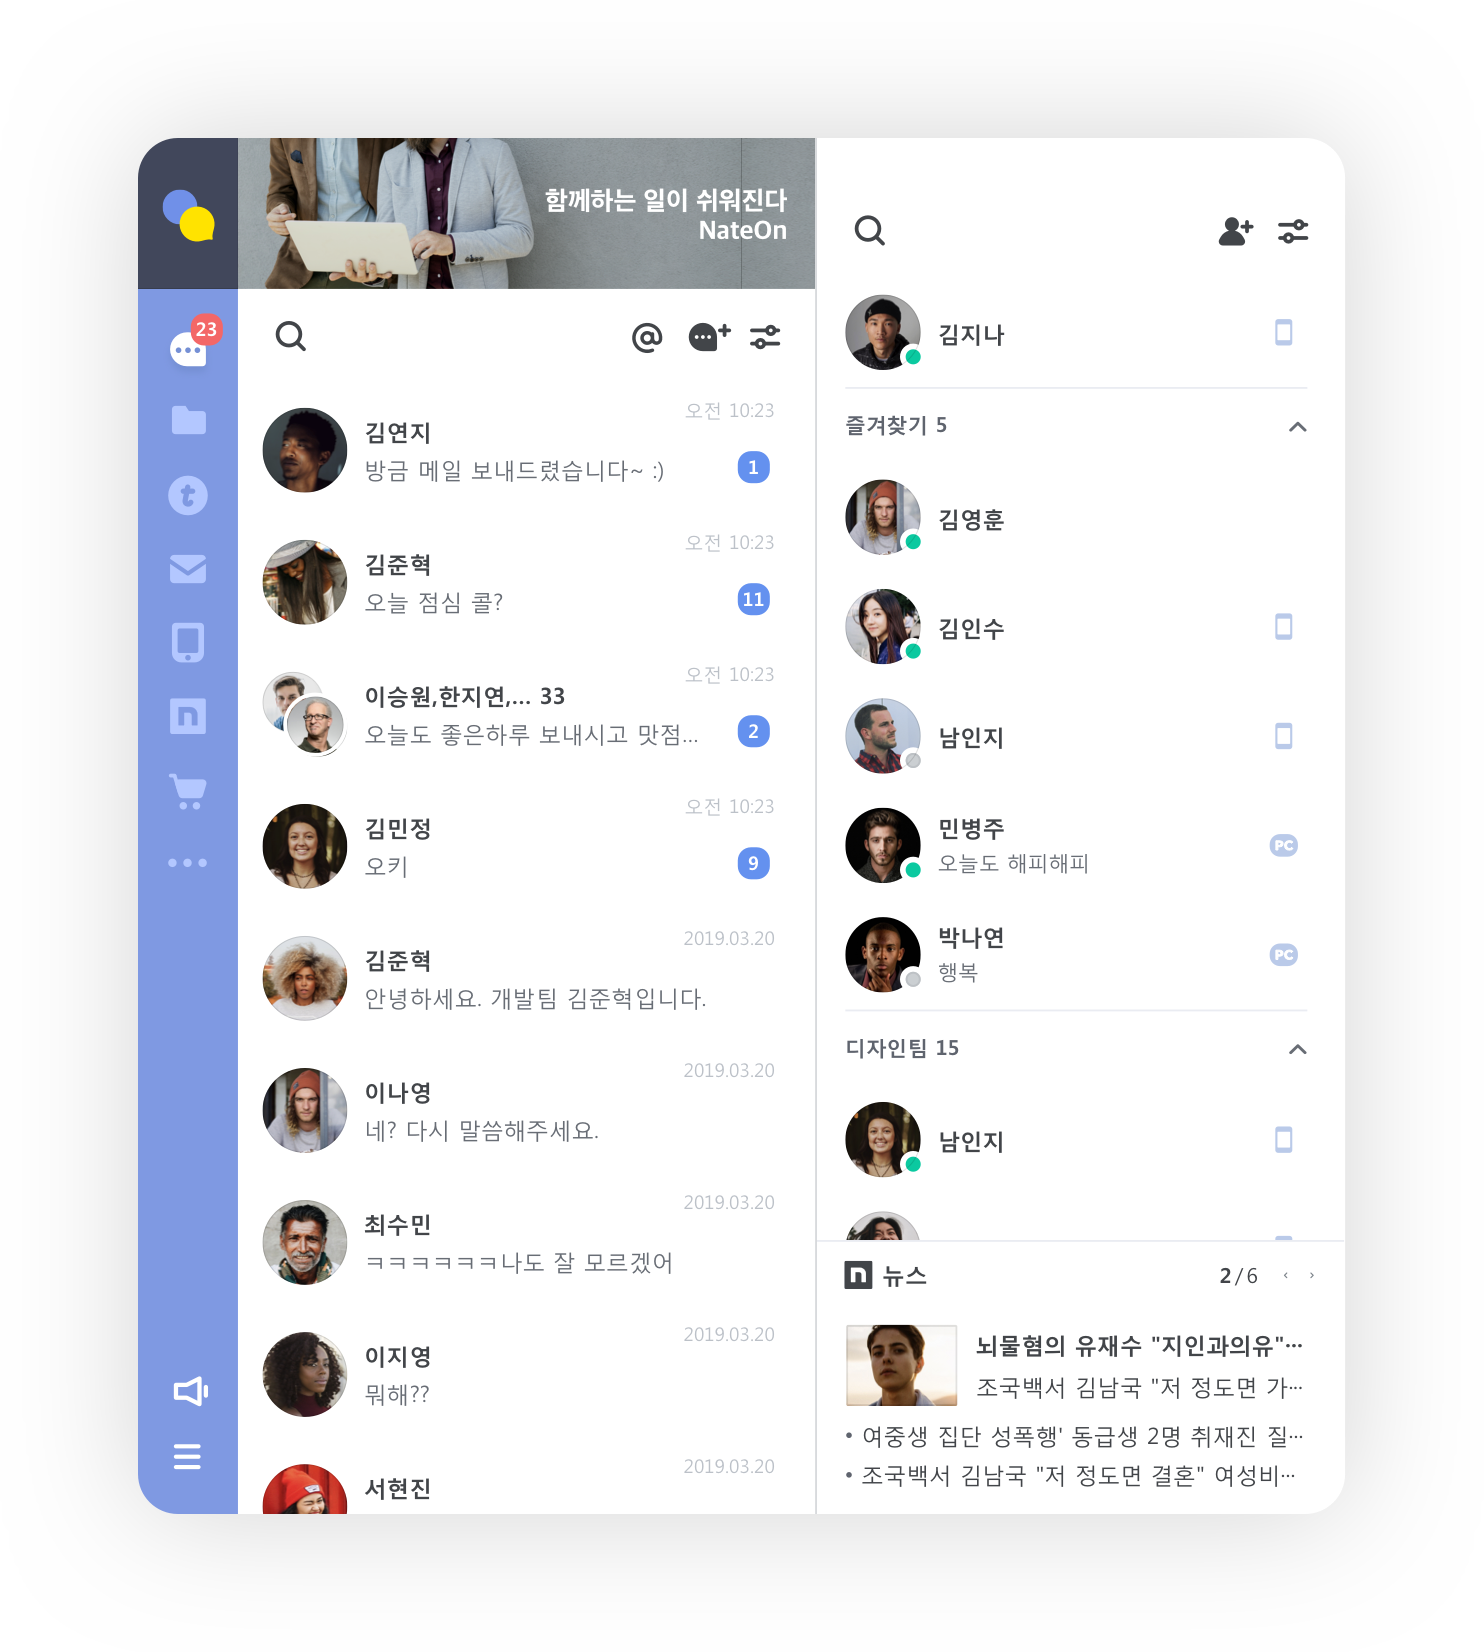 함께하는 일이 쉬워진다
NateOn
23
@
오전 10:23
김연지
방금 메일 보내드렸습니다~ :)
1
오전 10:23
김준혁
오늘 점심 콜?
11
오전 10:23
이승원,한지연,... 33
오늘도 좋은하루 보내시고 맛점...
2
오전 10:23
김민정
오키
9
2019.03.20
김준혁
안녕하세요. 개발팀 김준혁입니다.
2019.03.20
이나영
네? 다시 말씀해주세요.
2019.03.20
최수민
ㅋㅋㅋㅋㅋㅋ나도 잘 모르겠어
2019.03.20
이지영
뭐해??
2019.03.20
서현진
김지나
즐겨찾기 5
김영훈
김인수
남인지
민병주
오늘도 해피해피
PC
박나연
행복
PC
디자인팀 15
남인지
n 뉴스
2/6 ‹ ›
뇌물혐의 유재수 "지인과의유"···
조국백서 김남국 "저 정도면 가···
• 여중생 집단 성폭행' 동급생 2명 취재진 질···
• 조국백서 김남국 "저 정도면 결혼" 여성비···